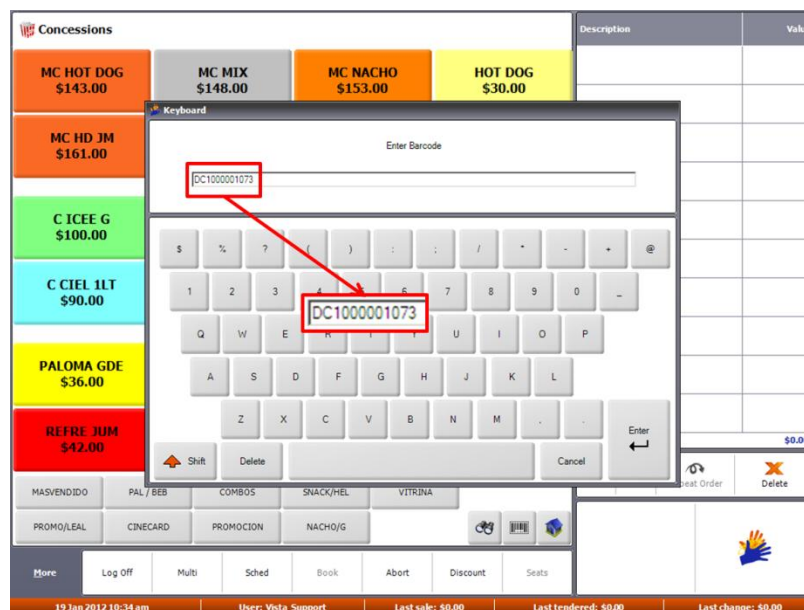 Concessions
Description Valu
MC HOT DOG
$143.00
MC MIX
$148.00
MC NACHO
$153.00
HOT DOG
$30.00
MC HD JM
$161.00
C ICEE G
$100.00
C CIEL 1LT
$90.00
PALOMA GDE
$36.00
REFRE JUM
$42.00
Keyboard
Enter Barcode
DC1000001073
$ % ? ( ) : ; / * - + @
1 2 3 4 6 7 8 9 0 _
DC1000001073
Q W E R T Y U I O P
A S D F G H J K L
Z X C V B N M , .
Enter
Shift Delete Cancel
$0.0
eat Order Delete
MASVENDIDO PAL / BEB COMBOS SNACK/HEL VITRINA
PROMO/LEAL CINECARD PROMOCION NACHO/G
More Log Off Multi Sched Book Abort Discount Seats
19 Jan 2012 10:34 am User: Vista Support Last sale: $0.00 Last tendered: $0.00 Last change: $0.00